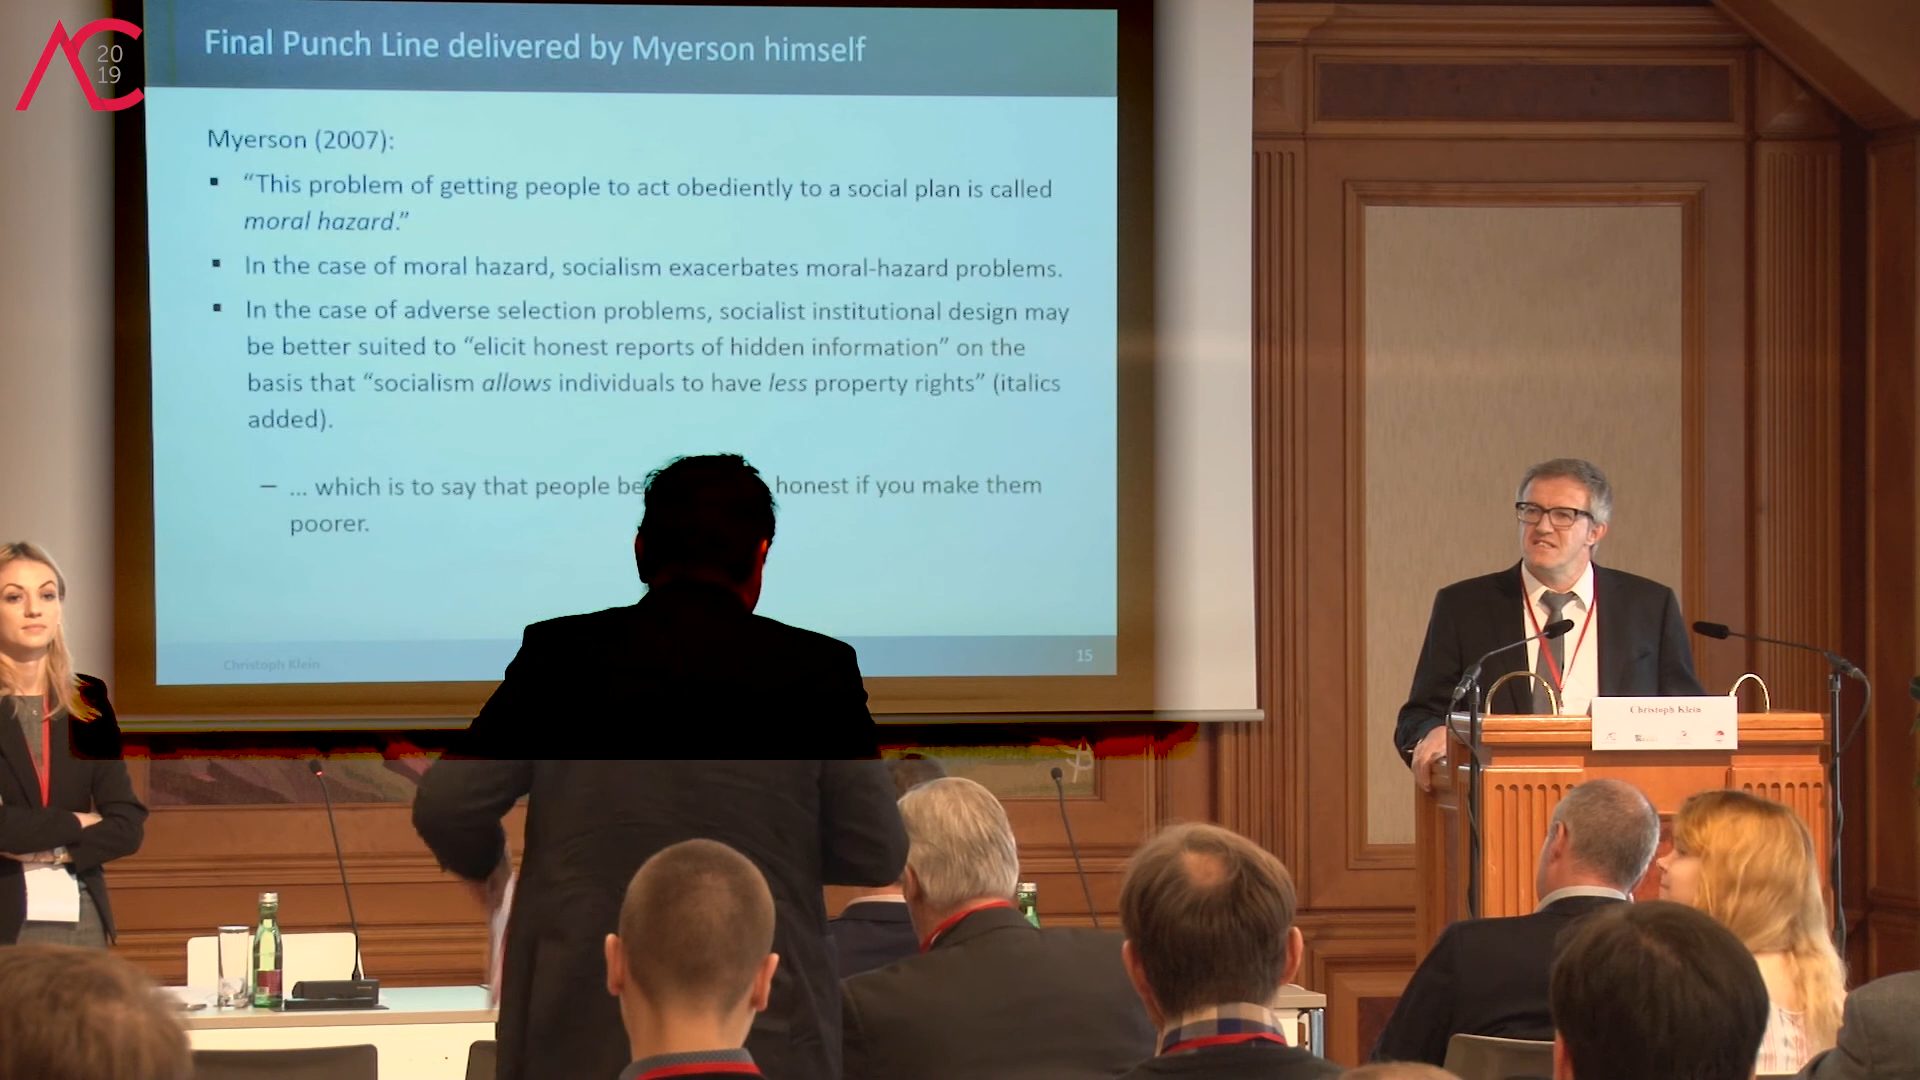 20
19
Final Punch Line delivered by Myerson himself
Myerson (2007):
▪ “This problem of getting people to act obediently to a social plan is called
moral hazard.”
▪ In the case of moral hazard, socialism exacerbates moral-hazard problems.
▪ In the case of adverse selection problems, socialist institutional design may
be better suited to “elicit honest reports of hidden information” on the
basis that “socialism allows individuals to have less property rights” (italics
added).
– ... which is to say that people honest if you make them
poorer.
Christoph Klein
15
Christoph Klein